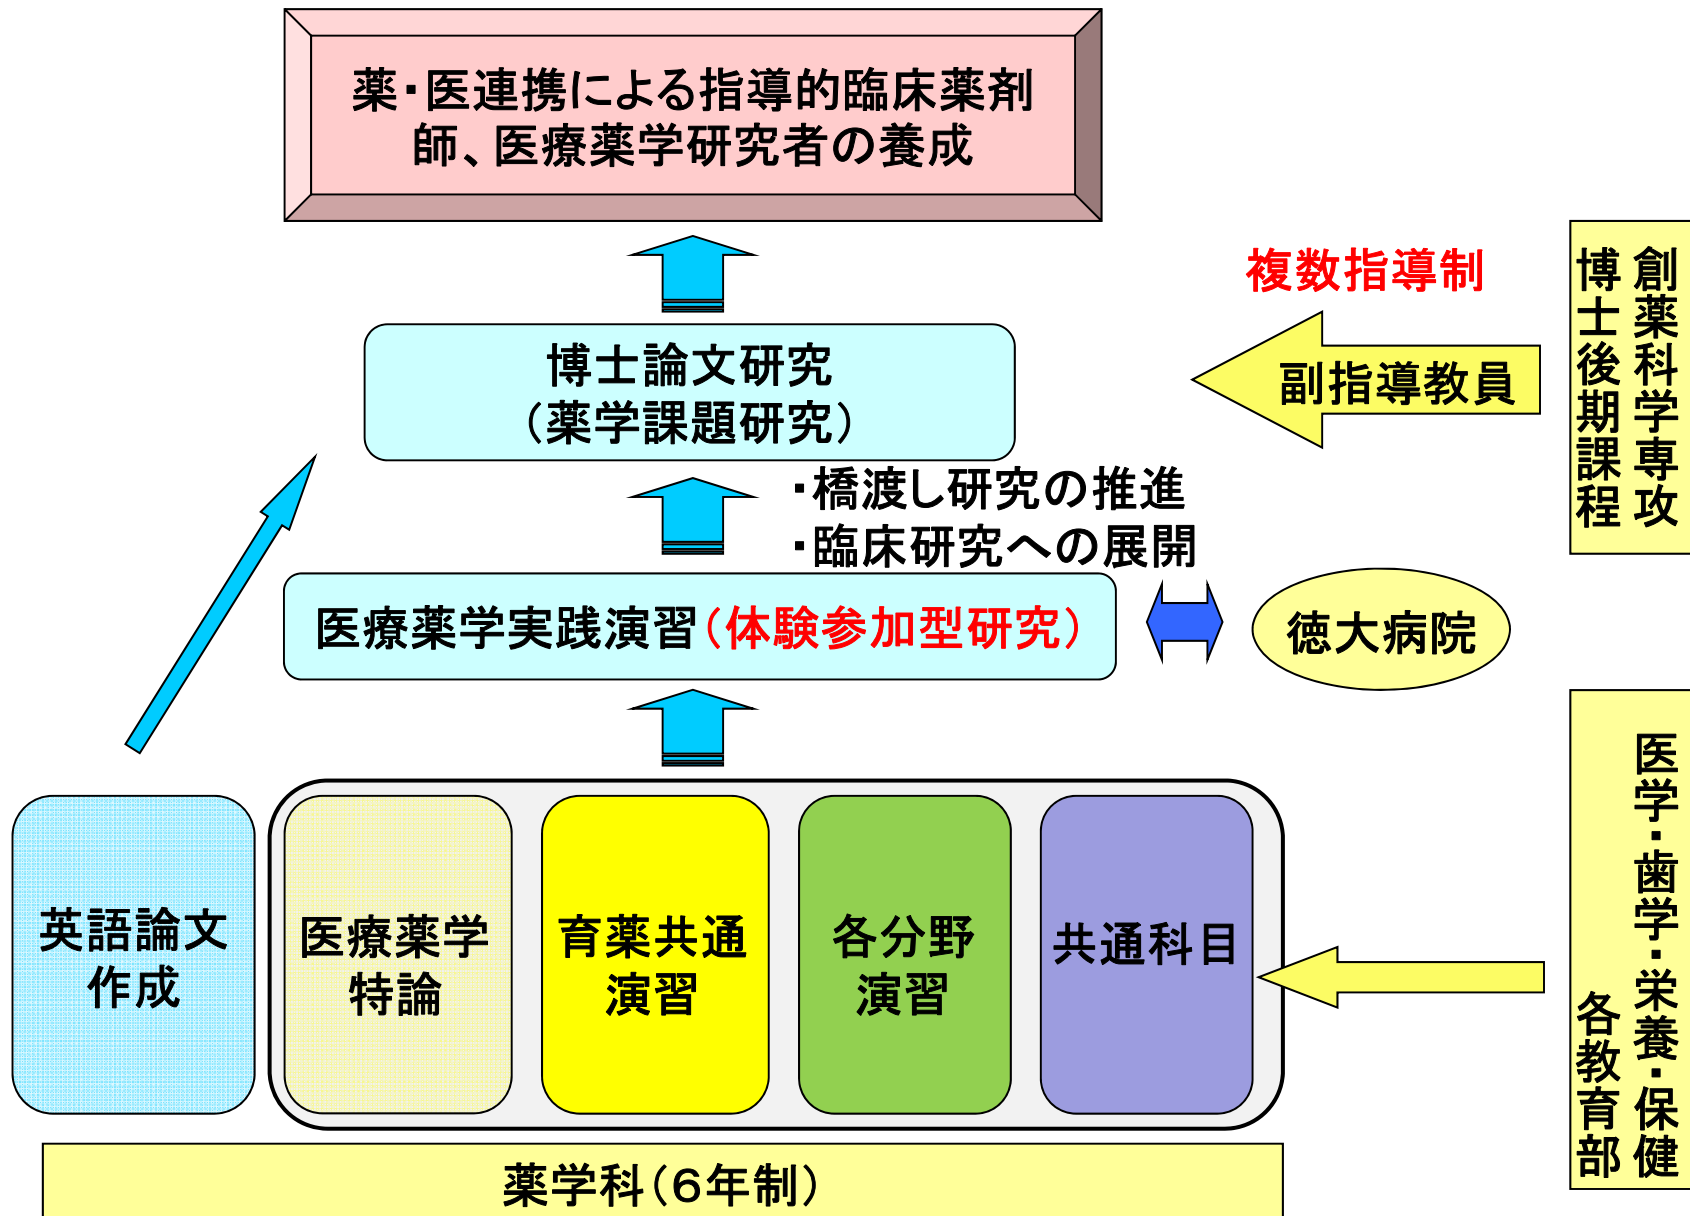 薬・医連携による指導的臨床薬剤
師、医療薬学研究者の養成
複数指導制
副指導教員
創薬科学専攻
博士後期課程
博士論文研究
（薬学課題研究）
・橋渡し研究の推進
・臨床研究への展開
医療薬学実践演習（体験参加型研究）
徳大病院
医学・歯学・栄養・保健
各教育部
英語論文
作成
医療薬学
特論
育薬共通
演習
各分野
演習
共通科目
薬学科（６年制）